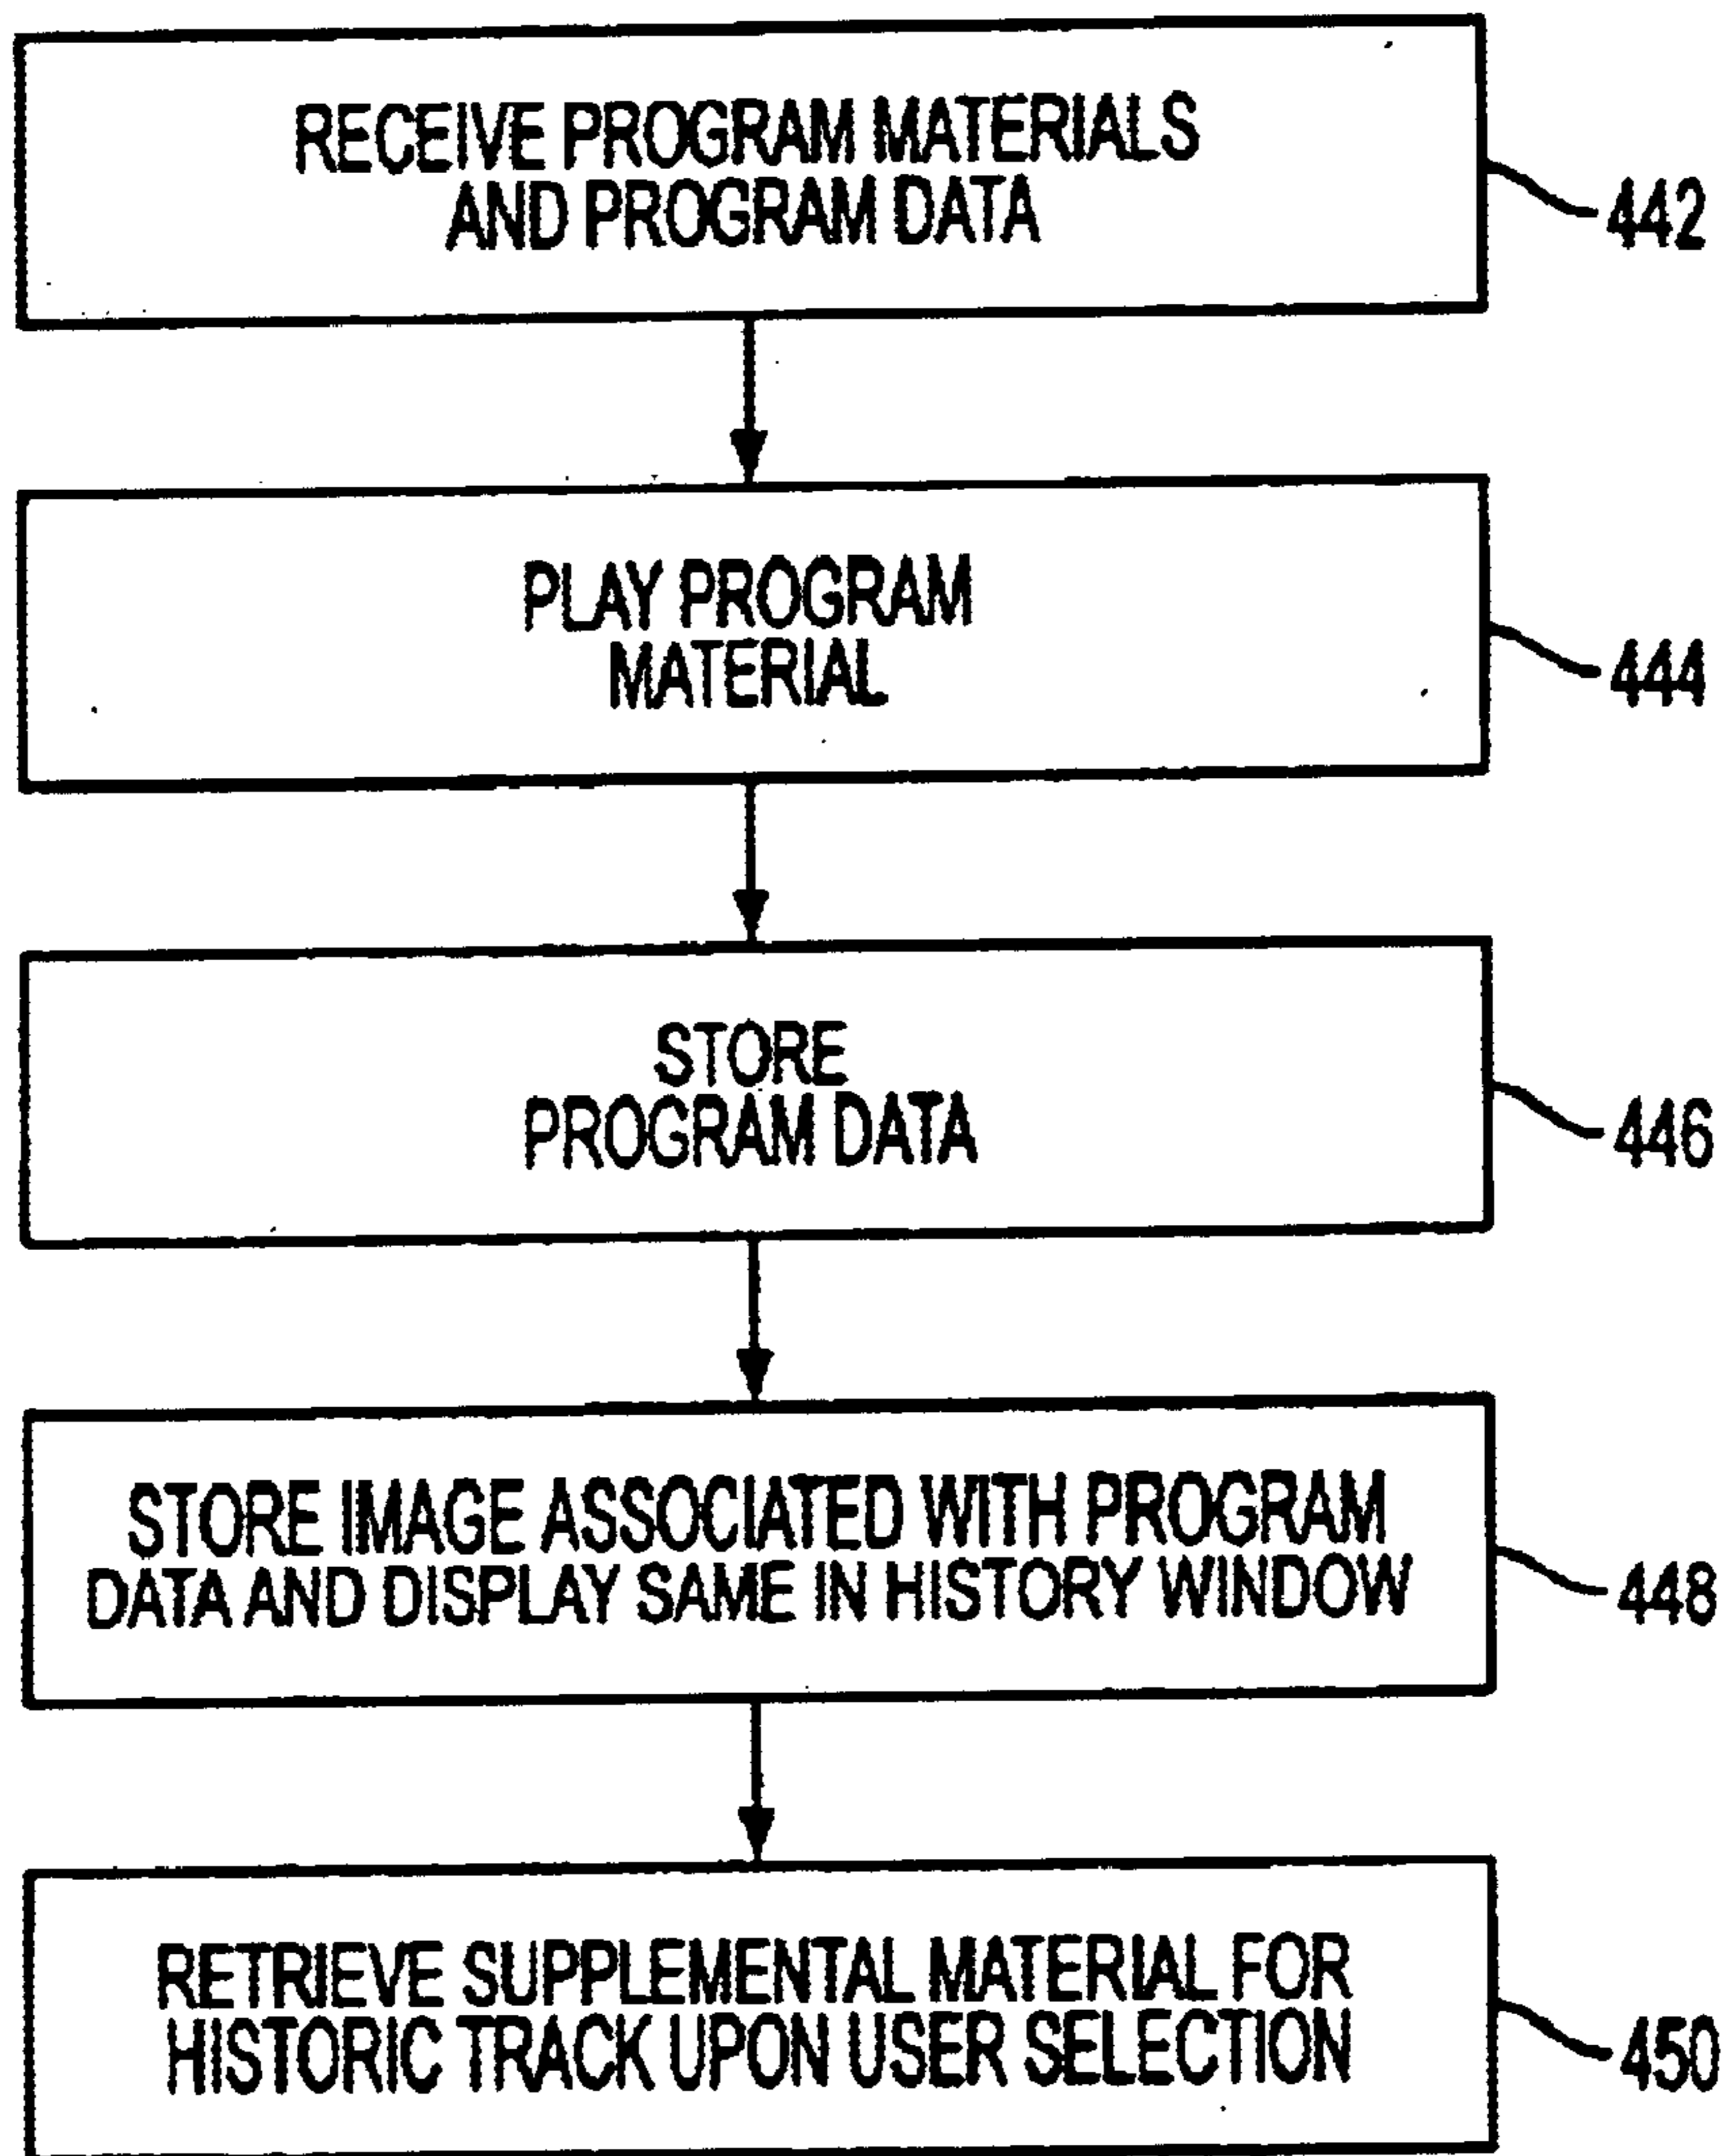 RECEIVE PROGRAM MATERIALS
AND PROGRAM DATA
442
PLAY PROGRAM
MATERIAL
444
STORE
PROGRAM DATA
446
STORE IMAGE ASSOCIATED WITH PROGRAM
DATA AND DISPLAY SAME IN HISTORY WINDOW
448
RETRIEVE SUPPLEMENTAL MATERIAL FOR
HISTORIC TRACK UPON USER SELECTION
450